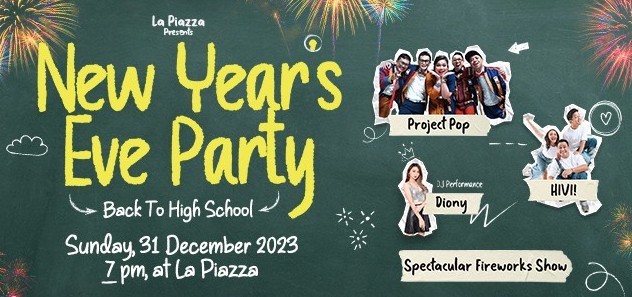 La Piazza
Presents
New Year's
Eve Party
Back To High School
Sunday, 31 December 2023
7 pm, at La Piazza
Project Pop
HIVI!
DJ Performance
Diony
Spectacular Fireworks Show